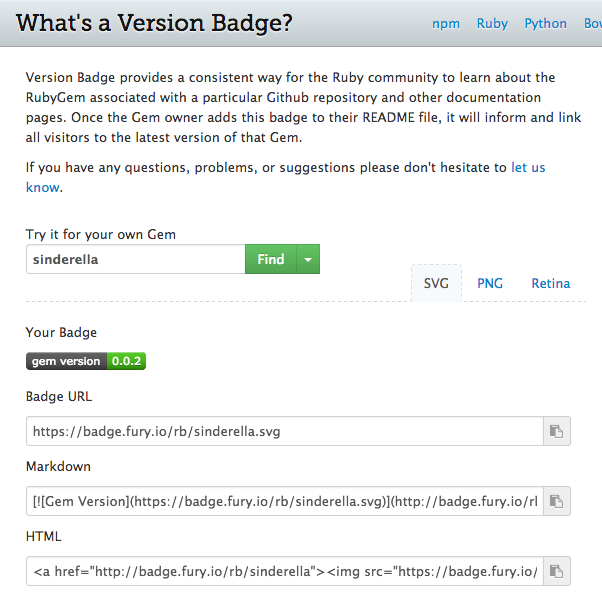 What's a Version Badge?
npm Ruby Python Bo
Version Badge provides a consistent way for the Ruby community to learn about the
RubyGem associated with a particular Github repository and other documentation
pages. Once the Gem owner adds this badge to their README file, it will inform and link
all visitors to the latest version of that Gem.
If you have any questions, problems, or suggestions please don't hesitate to let us
know.
Try it for your own Gem
sinderella Find
SVG PNG Retina
Your Badge
gem version 0.0.2
Badge URL
https://badge.fury.io/rb/sinderella.svg
Markdown
[![Gem Version](https://badge.fury.io/rb/sinderella.svg)](http://badge.fury.io/rl
HTML
<a href="http://badge.fury.io/rb/sinderella"><img src="https://badge.fury.io/